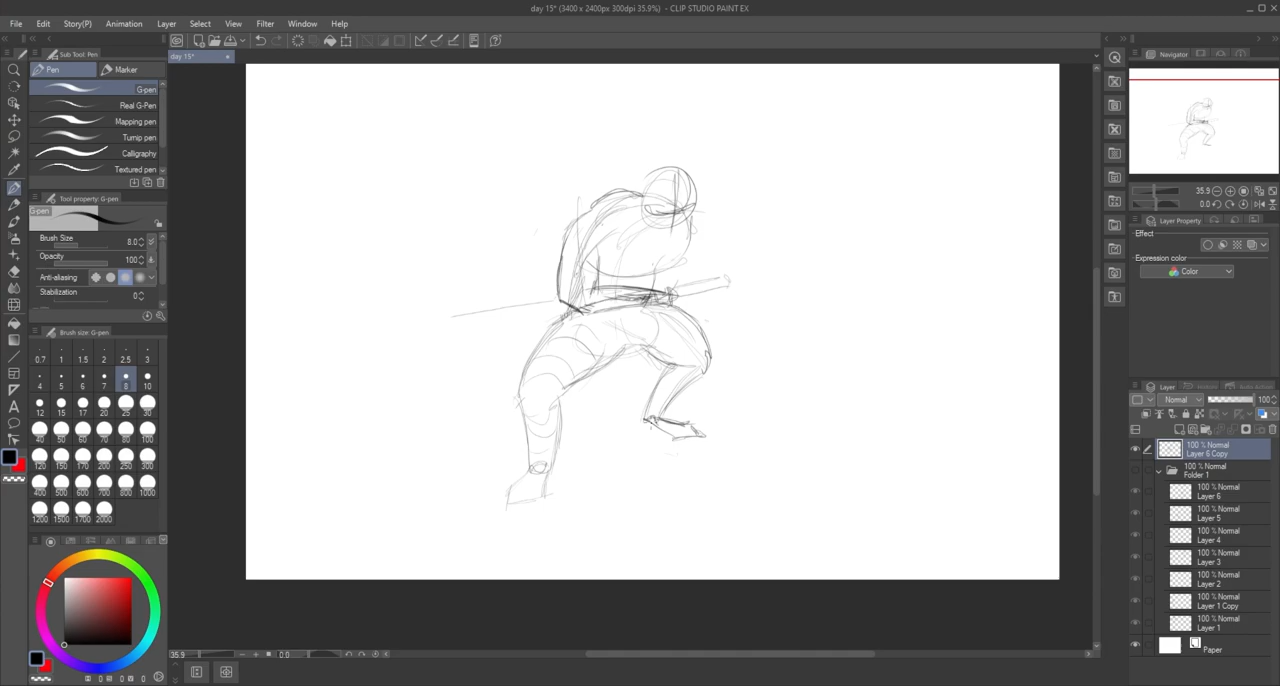 day 15* (3400 x 2400px 300dpi 35.9%) - CLIP STUDIO PAINT EX
File Edit Story(P) Animation Layer Select View Filter Window Help
Sub Tool: Pen
day 15*
Navigator
Pen Marker
G-pen
Real G-Pen
Mapping pen
Turnip pen
Calligraphy
Textured pen
35.9
0.0
Tool property: G-pen
G-pen
Layer Property
Effect
Brush Size 8.0
Opacity 100
Expression color
Anti-aliasing
Color
Stabilization 0
Brush size: G-pen
0.7 1 1.5 2 2.5 3
4 5 6 7 8 10
12 15 17 20 25 30
40 50 60 70 80 100
120 150 170 200 250 300
400 500 600 700 800 1000
1200 1500 1700 2000
Layer History Auto Action
Normal 100
100 % Normal
Layer 6 Copy
100 % Normal
Folder 1
100 % Normal
Layer 6
100 % Normal
Layer 5
100 % Normal
Layer 4
100 % Normal
Layer 3
100 % Normal
Layer 2
100 % Normal
Layer 1 Copy
100 % Normal
Layer 1
Paper
35.9 0.0
0 0 0